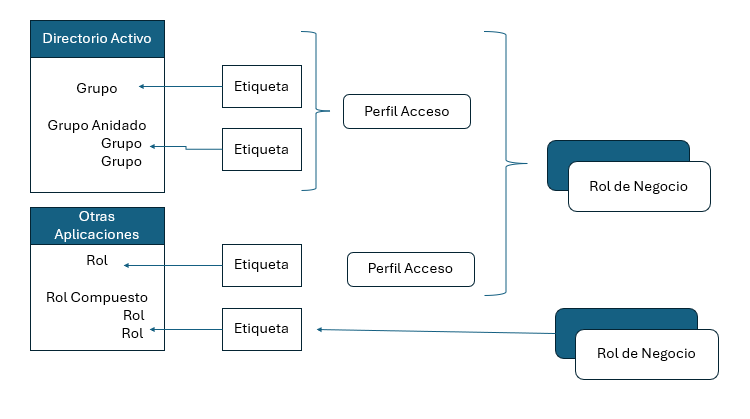 Directorio Activo
Grupo
Grupo Anidado
Grupo
Grupo
Etiqueta
Etiqueta
Perfil Acceso
Rol de Negocio
Otras
Aplicaciones
Rol
Rol Compuesto
Rol
Rol
Etiqueta
Etiqueta
Perfil Acceso
Rol de Negocio